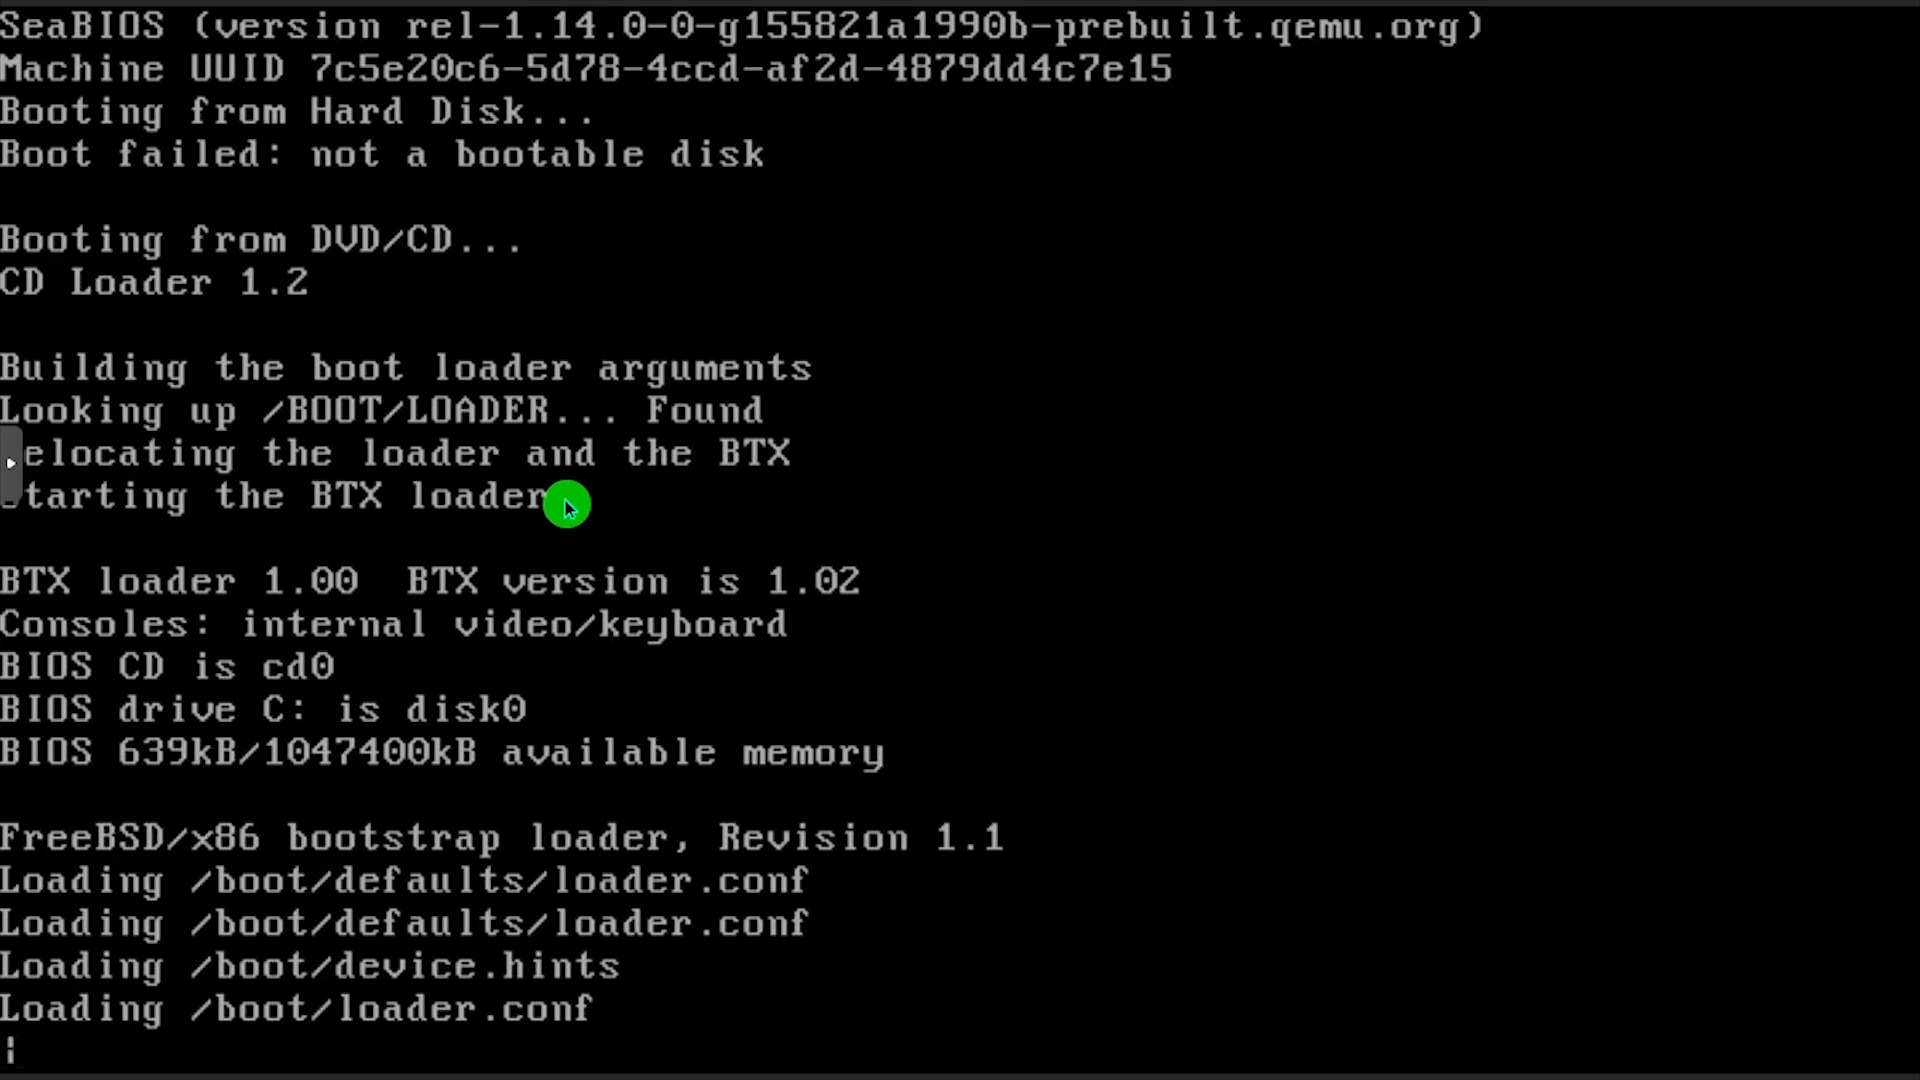 SeaBIOS (version rel-1.14.0-0-g155821a1990b-prebuilt.qemu.org)
Machine UUID 7c5e20c6-5d78-4ccd-af2d-4879dd4c7e15
Booting from Hard Disk...
Boot failed: not a bootable disk
Booting from DVD/CD...
CD Loader 1.2
Building the boot loader arguments
Looking up /BOOT/LOADER... Found
elocating the loader and the BTX
tarting the BTX loader
BTX loader 1.00  BTX version is 1.02
Consoles: internal video/keyboard
BIOS CD is cd0
BIOS drive C: is disk0
BIOS 639kB/1047400kB available memory
FreeBSD/x86 bootstrap loader, Revision 1.1
Loading /boot/defaults/loader.conf
Loading /boot/defaults/loader.conf
Loading /boot/device.hints
Loading /boot/loader.conf
|